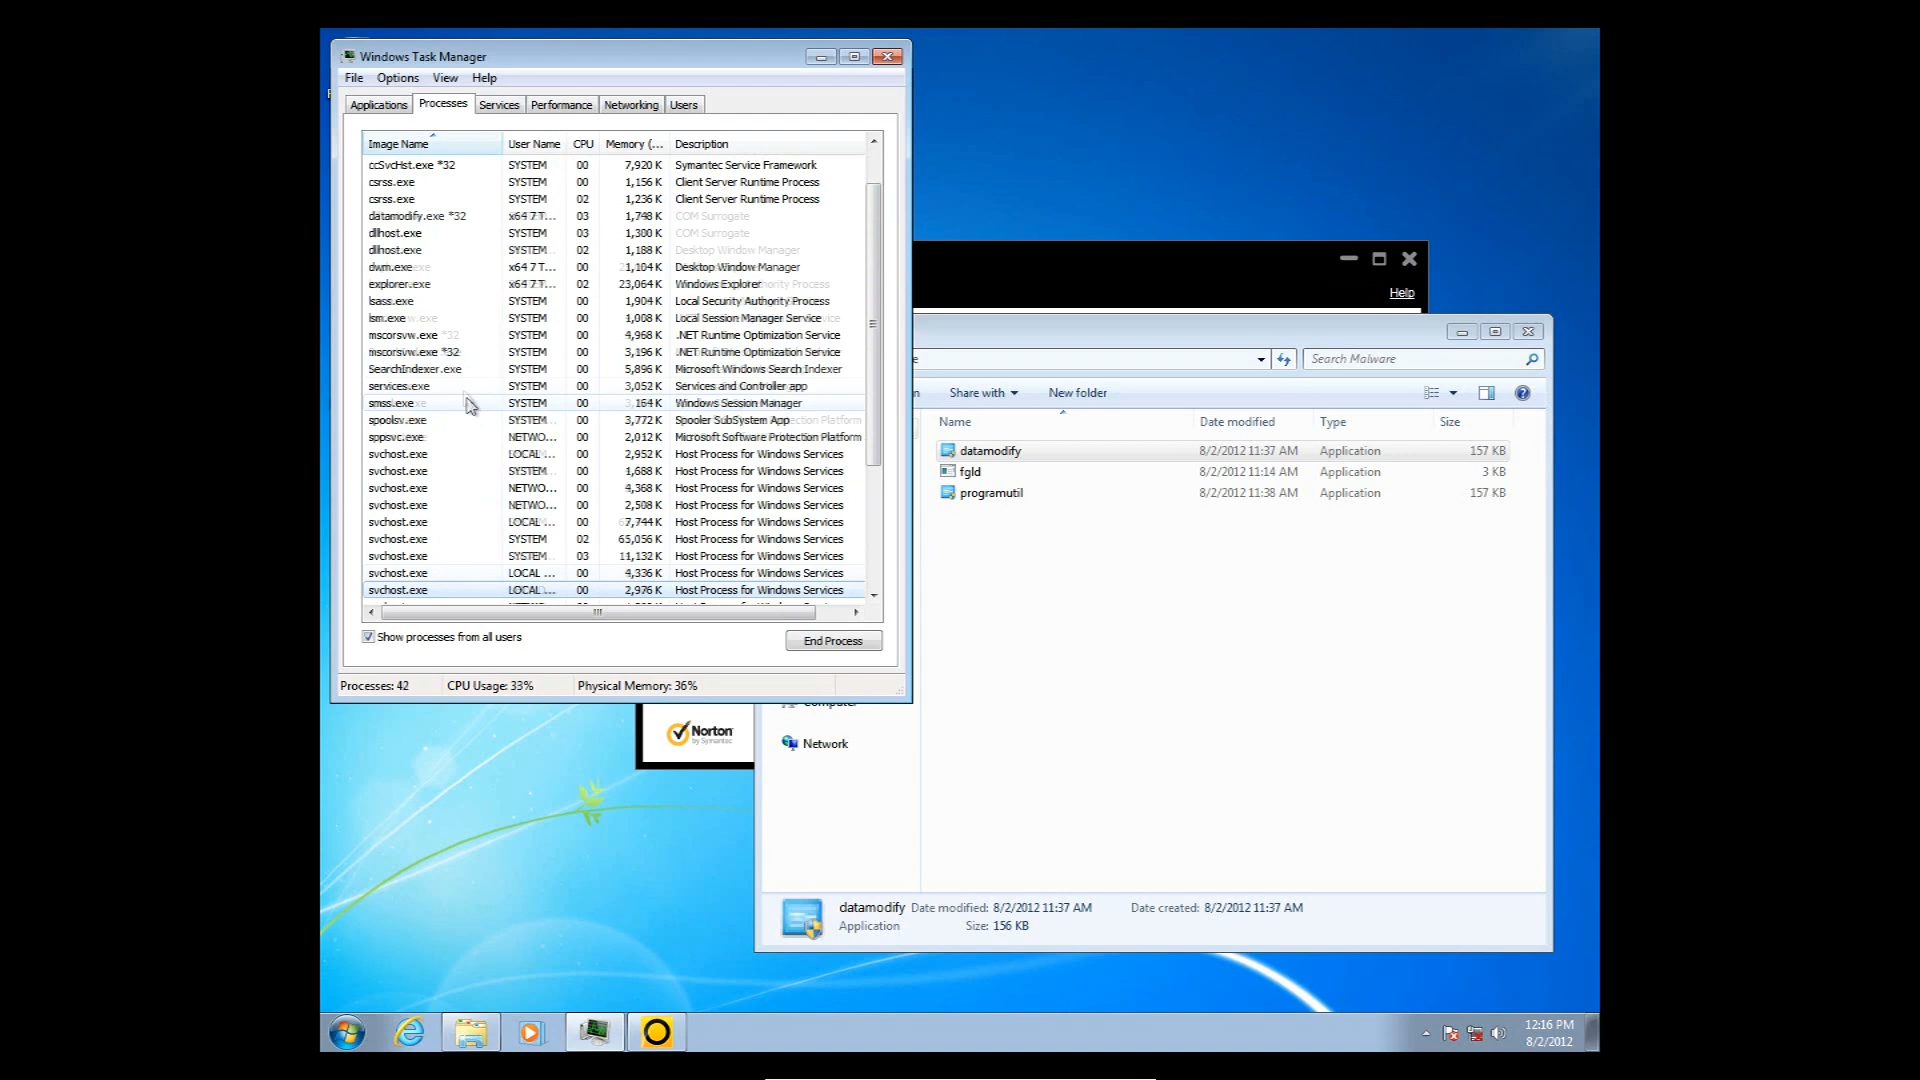 Windows Task Manager
File Options View Help
Applications Processes Services Performance Networking Users
Image Name User Name CPU Memory (... Description
ccSvcHst.exe *32 SYSTEM 00 7,920 K Symantec Service Framework
csrss.exe SYSTEM 00 1,156 K Client Server Runtime Process
csrss.exe SYSTEM 02 1,236 K Client Server Runtime Process
datamodify.exe *32 x64 7 T... 03 1,748 K COM Surrogate
dllhost.exe SYSTEM 03 1,300 K COM Surrogate
dllhost.exe SYSTEM 02 1,188 K Desktop Window Manager
dwm.exe x64 7 T... 00 1,104 K Desktop Window Manager
explorer.exe x64 7 T... 02 23,064 K Windows Explorer
lsass.exe SYSTEM 00 1,904 K Local Security Authority Process
lsm.exe SYSTEM 00 1,008 K Local Session Manager Service
mscorsvw.exe SYSTEM 00 4,968 K .NET Runtime Optimization Service
mscorsvw.exe *32 SYSTEM 00 3,196 K .NET Runtime Optimization Service
SearchIndexer.exe SYSTEM 00 5,896 K Microsoft Windows Search Indexer
services.exe SYSTEM 00 3,052 K Services and Controller app
smss.exe SYSTEM 00 164 K Windows Session Manager
spoolsv.exe SYSTEM 00 3,772 K Spooler SubSystem App
sppsvc.exe NETWO... 00 2,012 K Microsoft Software Protection Platform
svchost.exe LOCAL ... 00 2,952 K Host Process for Windows Services
svchost.exe SYSTEM 00 1,688 K Host Process for Windows Services
svchost.exe NETWO... 00 4,368 K Host Process for Windows Services
svchost.exe NETWO... 00 2,508 K Host Process for Windows Services
svchost.exe LOCAL ... 00 7,744 K Host Process for Windows Services
svchost.exe SYSTEM 02 65,056 K Host Process for Windows Services
svchost.exe SYSTEM 03 11,132 K Host Process for Windows Services
svchost.exe LOCAL ... 00 4,336 K Host Process for Windows Services
svchost.exe LOCAL ... 00 2,976 K Host Process for Windows Services
Show processes from all users
End Process
Processes: 42 CPU Usage: 33% Physical Memory: 36%
Help
Search Malware
Share with New folder
Name Date modified Type Size
datamodify 8/2/2012 11:37 AM Application 157 KB
fgld 8/2/2012 11:14 AM Application 3 KB
programutil 8/2/2012 11:38 AM Application 157 KB
Computer
Network
Norton
by Symantec
datamodify Date modified: 8/2/2012 11:37 AM Date created: 8/2/2012 11:37 AM
Application Size: 156 KB
12:16 PM
8/2/2012